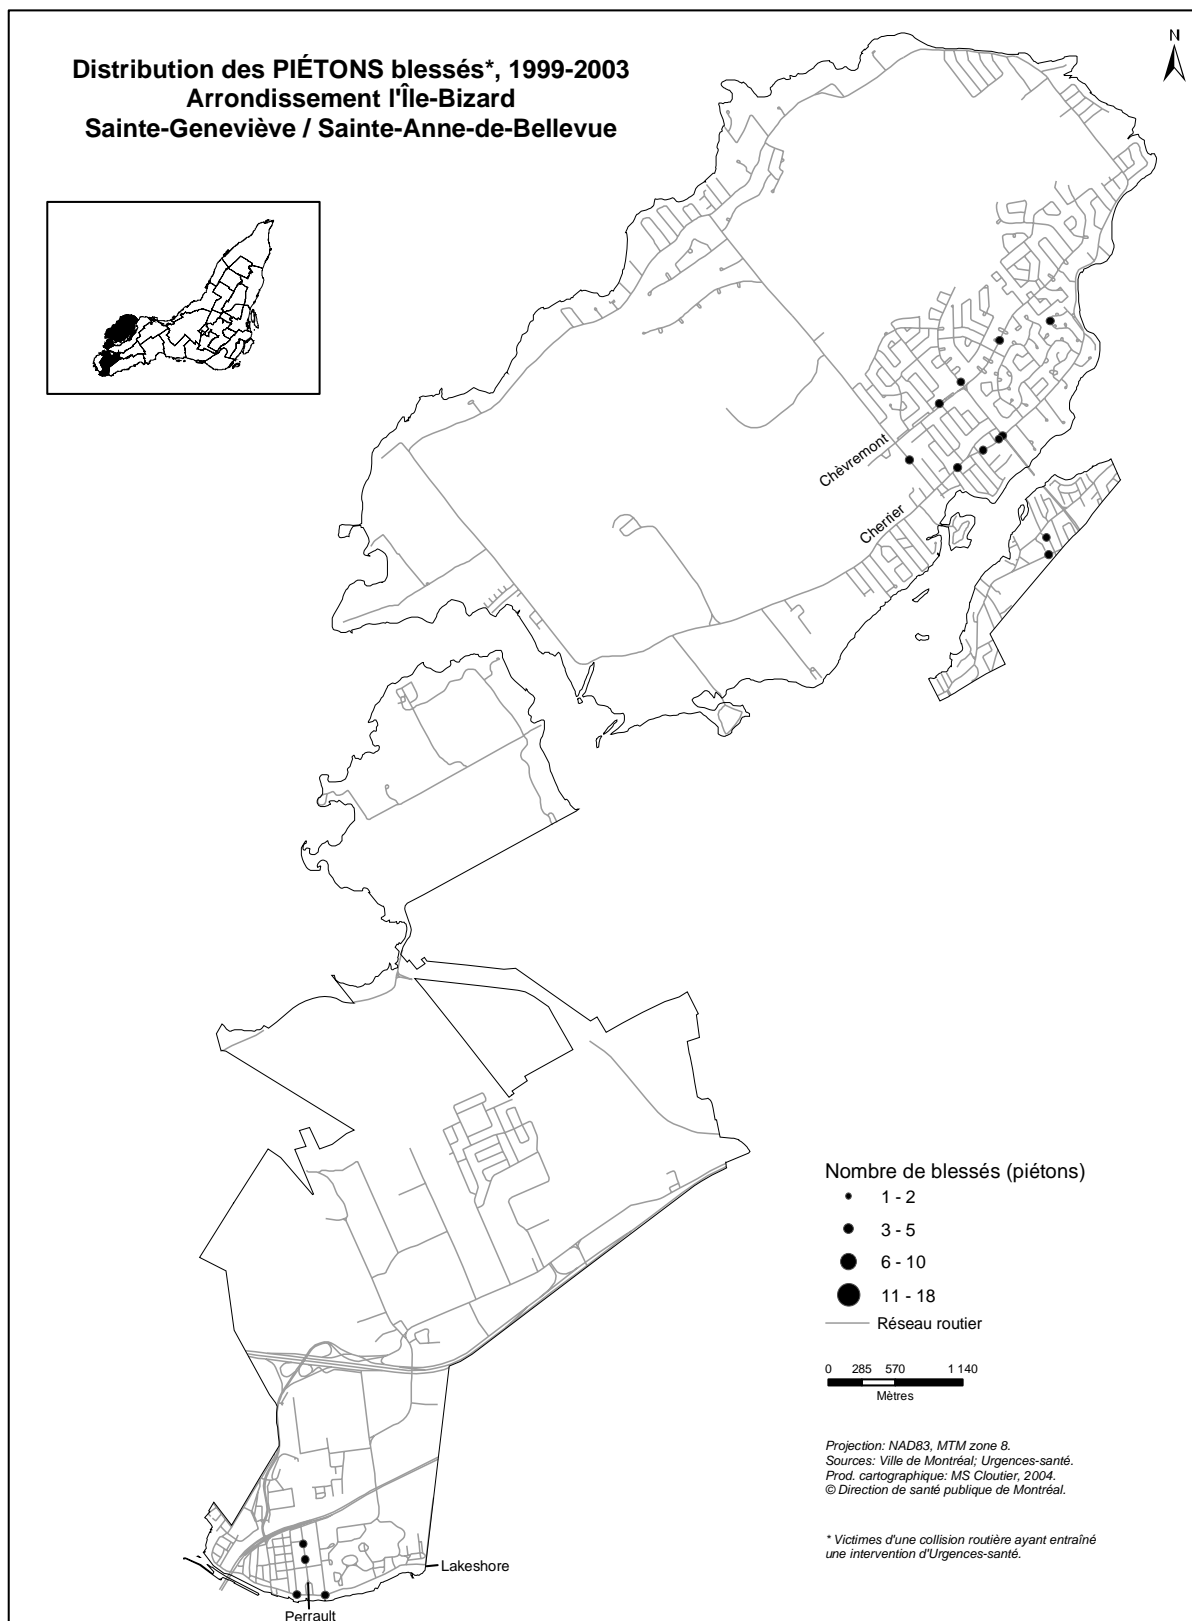 Distribution des PIÉTONS blessés*, 1999-2003
Arrondissement l'Île-Bizard
Sainte-Geneviève / Sainte-Anne-de-Bellevue
N
Chèvremont
Cherrier
Nombre de blessés (piétons)
1 - 2
3 - 5
6 - 10
11 - 18
Réseau routier
0 285 570 1 140
Mètres
Projection: NAD83, MTM zone 8.
Sources: Ville de Montréal; Urgences-santé.
Prod. cartographique: MS Cloutier, 2004.
© Direction de santé publique de Montréal.
* Victimes d'une collision routière ayant entraîné
une intervention d'Urgences-santé.
Lakeshore
Perrault